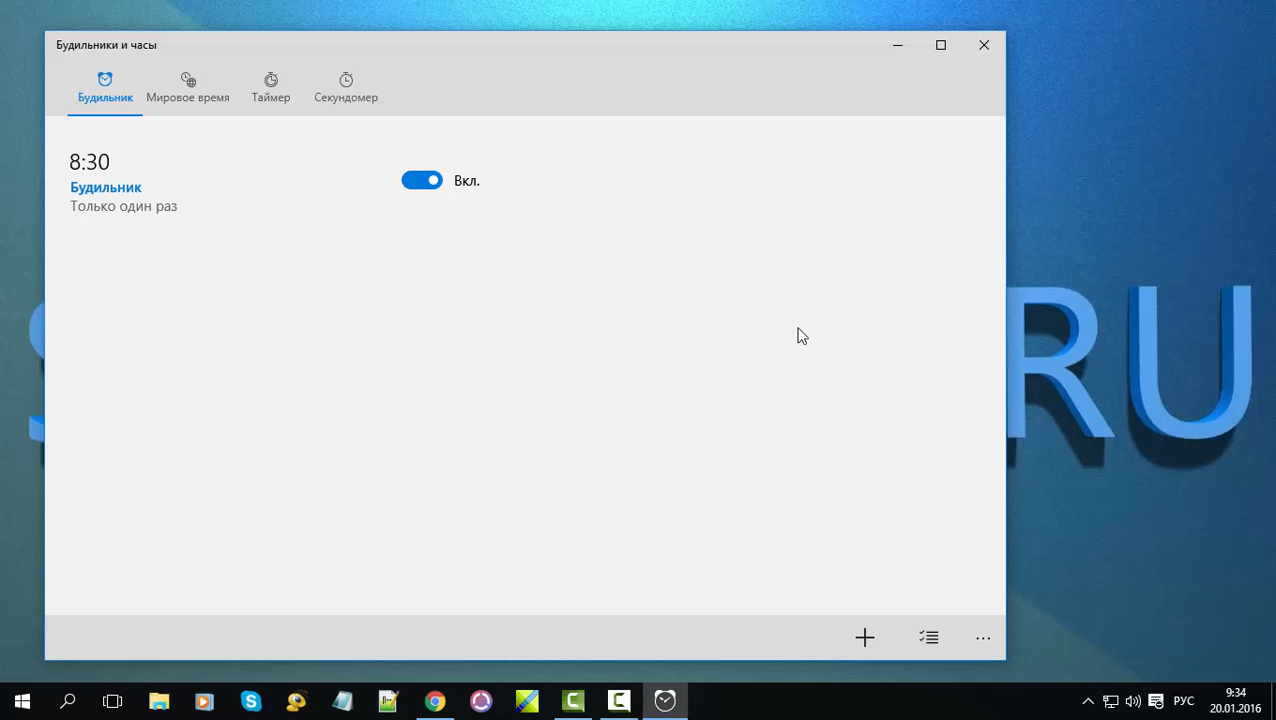 Будильники и часы
Будильник Мировое время Таймер Секундомер
8:30
Будильник
Только один раз
Вкл.
RU
РУС
9:34
20.01.2016